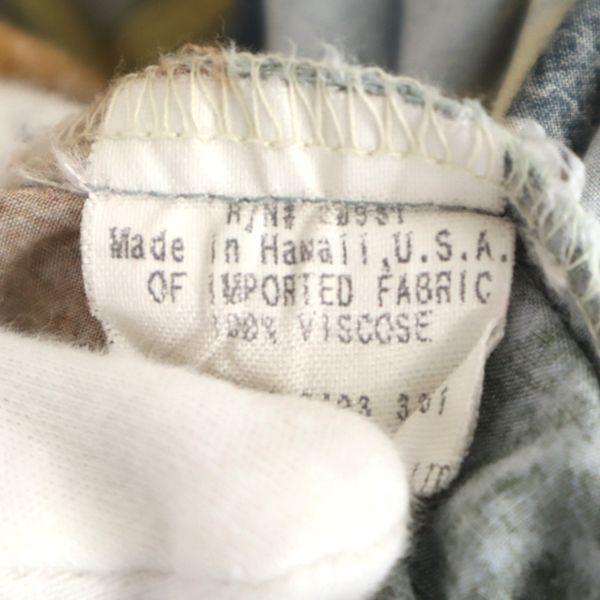 R/N#
Made in Hawaii, U.S.A.
OF IMPORTED FABRIC
100% VISCOSE